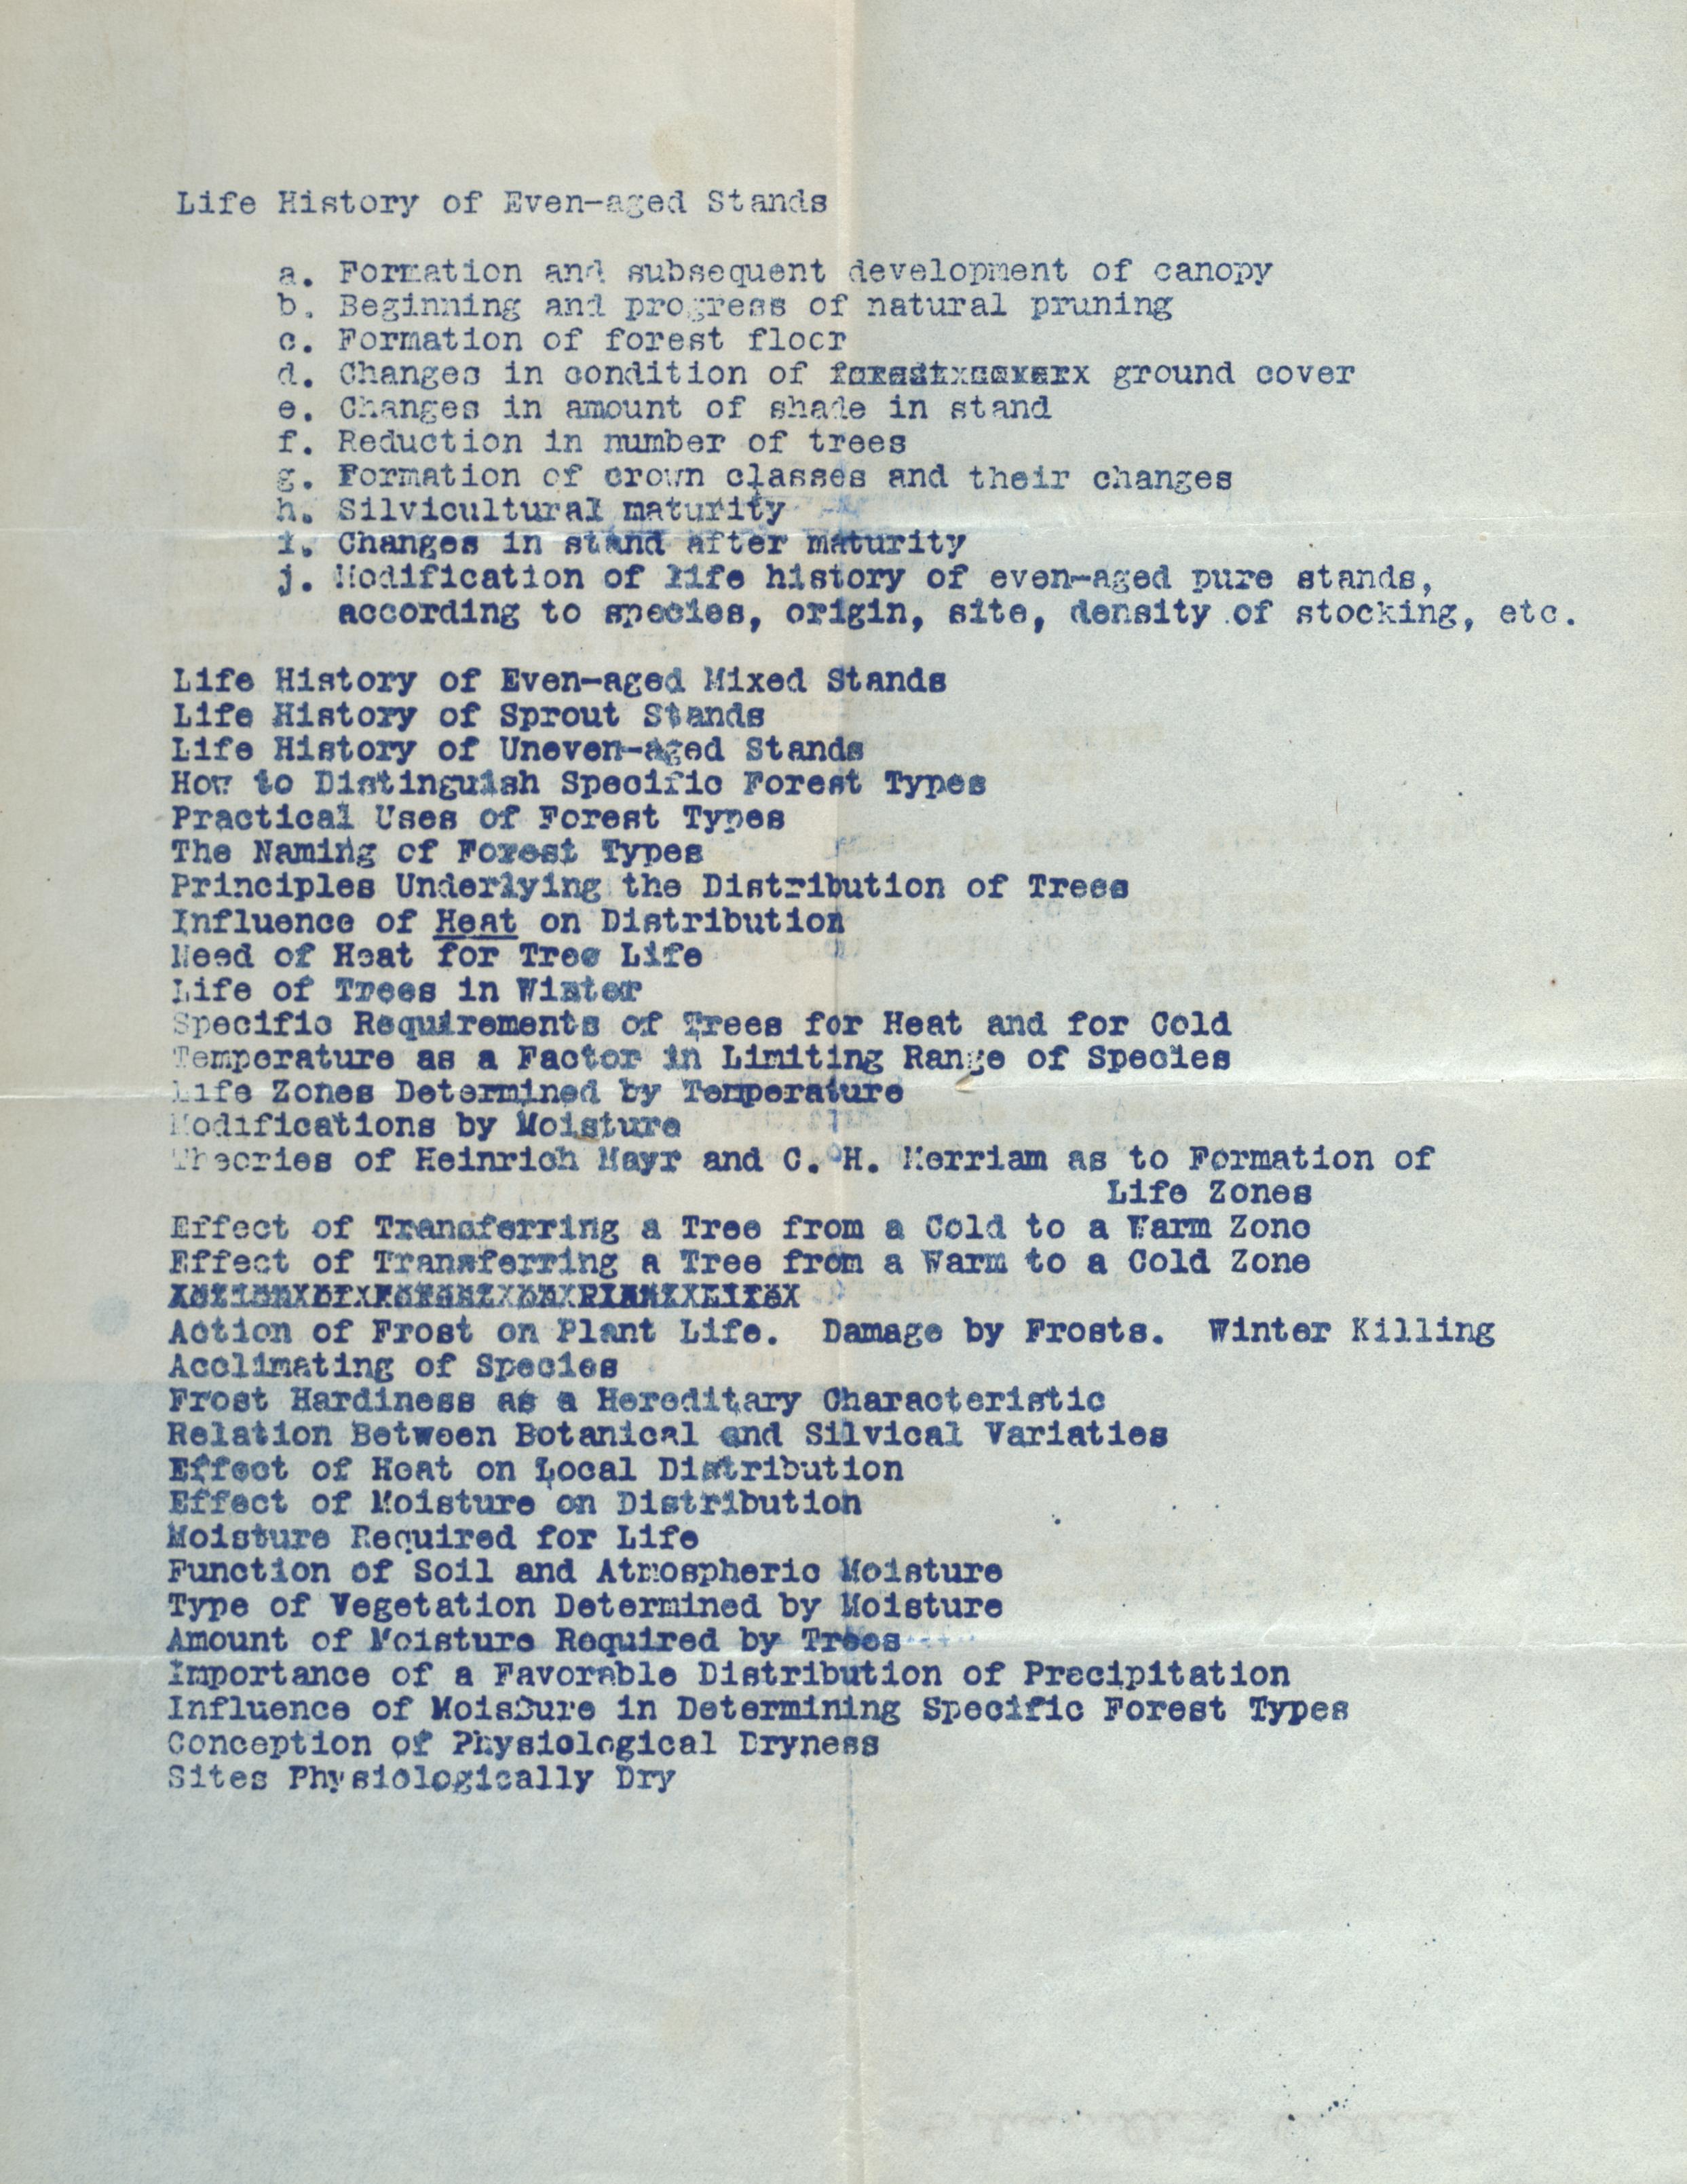 Life History of Even-aged Stands
a. Formation and subsequent development of canopy
b. Beginning and progress of natural pruning
c. Formation of forest floor
d. Changes in condition of ground cover
e. Changes in amount of shade in stand
f. Reduction in number of trees
g. Formation of crown classes and their changes
h. Silvicultural maturity
i. Changes in stand after maturity
j. Modification of life history of even-aged pure stands,
according to species, origin, site, density of stocking, etc.
Life History of Even-aged Mixed Stands
Life History of Sprout Stands
Life History of Uneven-aged Stands
How to Distinguish Specific Forest Types
Practical Uses of Forest Types
The Naming of Forest Types
Principles Underlying the Distribution of Trees
Influence of Heat on Distribution
Need of Heat for Tree Life
Life of Trees in Winter
Specific Requirements of Trees for Heat and for Cold
Temperature as a Factor in Limiting Range of Species
Life Zones Determined by Temperature
Modifications by Moisture
Theories of Heinrich Mayr and C. H. Merriam as to Formation of
Life Zones
Effect of Transferring a Tree from a Cold to a Warm Zone
Effect of Transferring a Tree from a Warm to a Cold Zone
Action of Frost on Plant Life. Damage by Frosts. Winter Killing
Acclimating of Species
Frost Hardiness as a Hereditary Characteristic
Relation Between Botanical and Silvical Variaties
Effect of Heat on Local Distribution
Effect of Moisture on Distribution
Moisture Required for Life
Function of Soil and Atmospheric Moisture
Type of Vegetation Determined by Moisture
Amount of Moisture Required by Trees
Importance of a Favorable Distribution of Precipitation
Influence of Moisture in Determining Specific Forest Types
Conception of Physiological Dryness
Sites Physiologically Dry